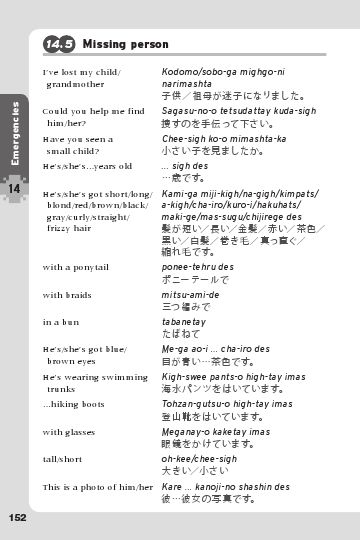 14.5 Missing person
I've lost my child/
grandmother
Kodomo/sobo-ga mighgo-ni
narimashta
子供／祖母が迷子になりました。
Could you help me find
him/her?
Sagasu-no-o tetsudattay kuda-sigh
捜すのを手伝って下さい。
Have you seen a
small child?
Chee-sigh ko-o mimashta-ka
小さい子を見ましたか。
He's/she's...years old
... sigh des
…歳です。
He's/she's got short/long/
blond/red/brown/black/
gray/curly/straight/
frizzy hair
Kami-ga miji-kigh/na-gigh/kimpats/
a-kigh/cha-iro/kuro-i/hakuhats/
maki-ge/mas-sugu/chijirege des
髪が短い／長い／金髪／赤い／茶色／
黒い／白髪／巻き毛／真っ直ぐ／
縮れ毛です。
with a ponytail
ponee-tehru des
ポニーテールで
with braids
mitsu-ami-de
三つ編みで
in a bun
tabanetay
たばねて
He's/she's got blue/
brown eyes
Me-ga ao-i ... cha-iro des
目が青い…茶色です。
He's wearing swimming
trunks
Kigh-swee pants-o high-tay imas
海水パンツをはいています。
...hiking boots
Tohzan-gutsu-o high-tay imas
登山靴をはいています。
with glasses
Meganay-o kaketay imas
眼鏡をかけています。
tall/short
oh-kee/chee-sigh
大きい／小さい
This is a photo of him/her
Kare ... kanoji-no shashin des
彼…彼女の写真です。
Emergencies
14
152